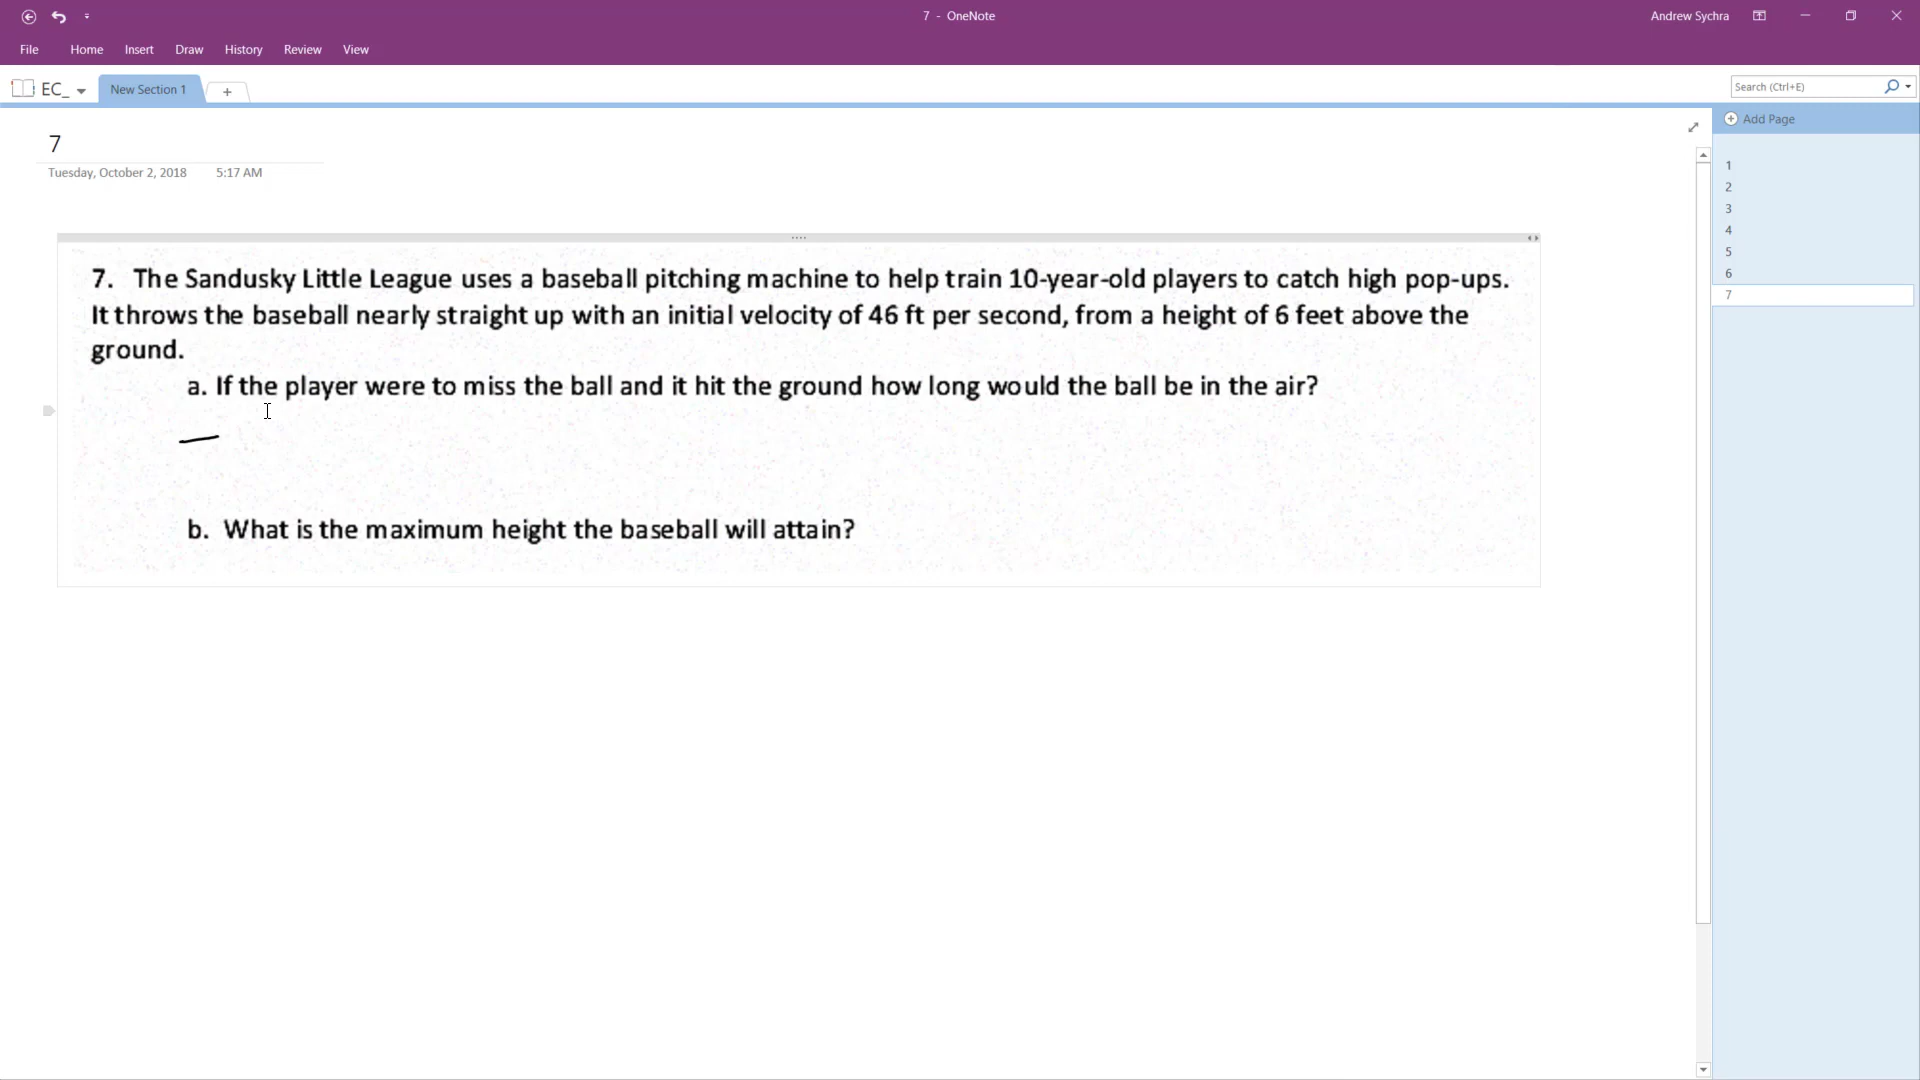 7 - OneNote
Andrew Sychra
File Home Insert Draw History Review View
EC_
New Section 1
+
Search (Ctrl+E)
Add Page
7
Tuesday, October 2, 2018 5:17 AM
7. The Sandusky Little League uses a baseball pitching machine to help train 10-year-old players to catch high pop-ups.
It throws the baseball nearly straight up with an initial velocity of 46 ft per second, from a height of 6 feet above the
ground.
a. If the player were to miss the ball and it hit the ground how long would the ball be in the air?
b. What is the maximum height the baseball will attain?
1
2
3
4
5
6
7